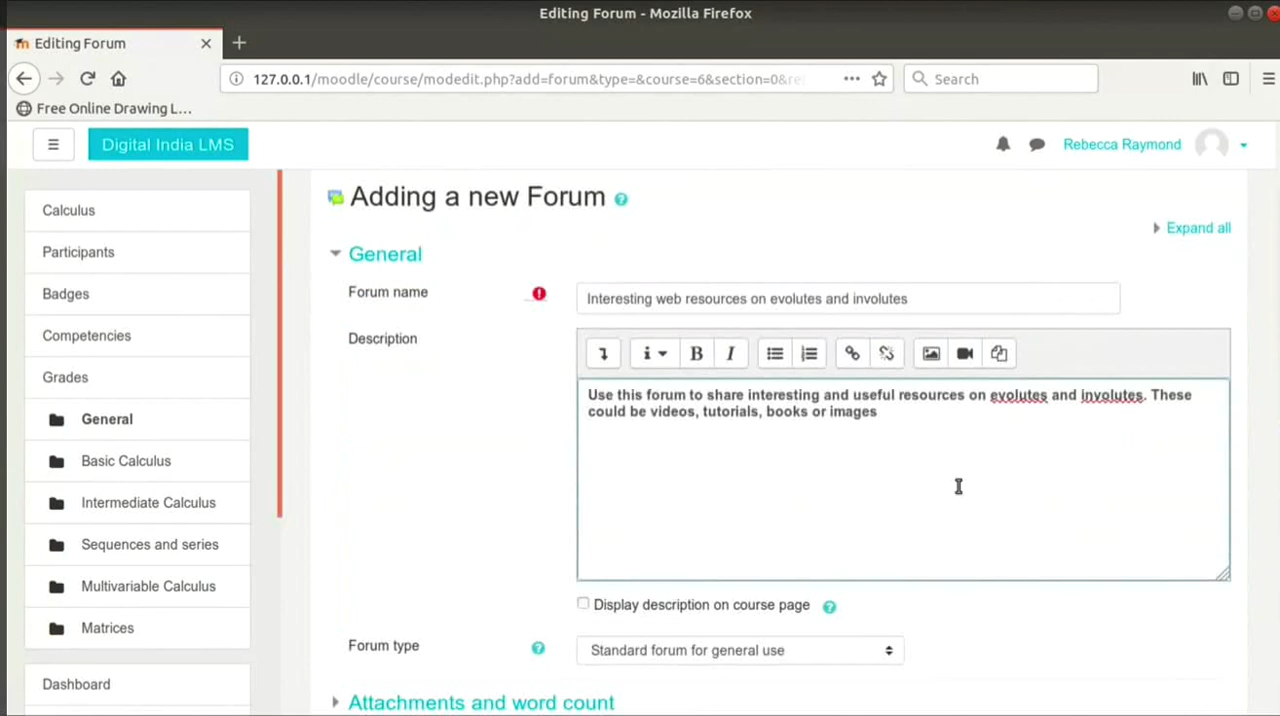 Editing Forum - Mozilla Firefox
Editing Forum
127.0.0.1/moodle/course/modedit.php?add=forum&type=&course=6&section=0&re
Search
Free Online Drawing L...
Digital India LMS
Rebecca Raymond
Calculus
Participants
Badges
Competencies
Grades
General
Basic Calculus
Intermediate Calculus
Sequences and series
Multivariable Calculus
Matrices
Dashboard
Adding a new Forum
Expand all
General
Forum name
Interesting web resources on evolutes and involutes
Description
Use this forum to share interesting and useful resources on evolutes and involutes. These
could be videos, tutorials, books or images
Display description on course page
Forum type
Standard forum for general use
Attachments and word count